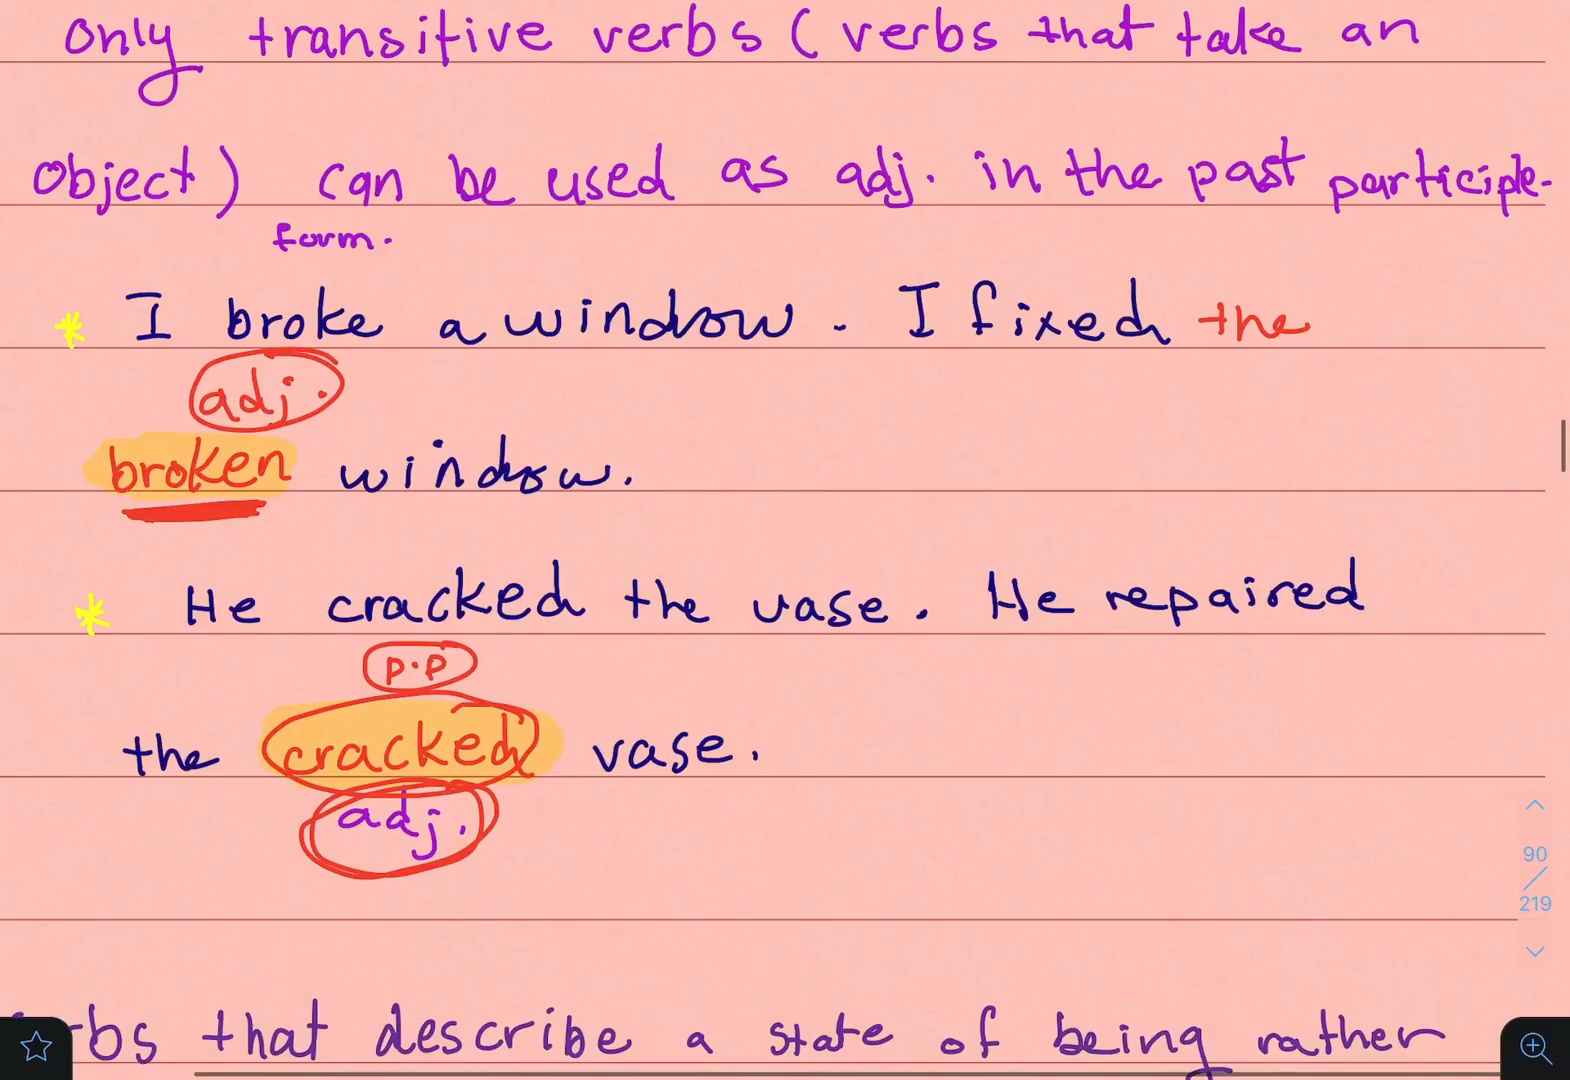 only transitive verbs (verbs that take an
object) can be used as adj. in the past participle.
form.
* I broke a window. I fixed the
adj.
broken window.
* He cracked the vase. He repaired
p.p
the cracked vase.
adj.
90
219
rbs that describe a state of being rather